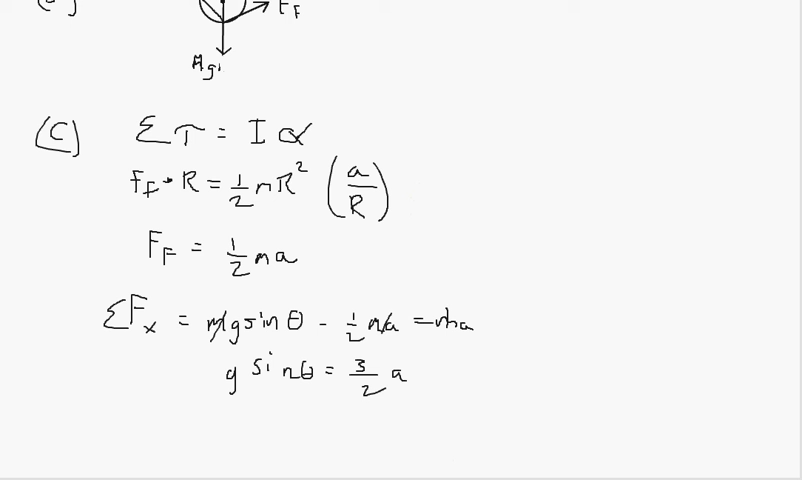 F_F
Mg
(C) Στ = Iα
F_F • R = 1/2 mR² (a/R)
F_F = 1/2 ma
ΣF_x = mg sin θ - 1/2 ma = ma
g sin θ = 3/2 a